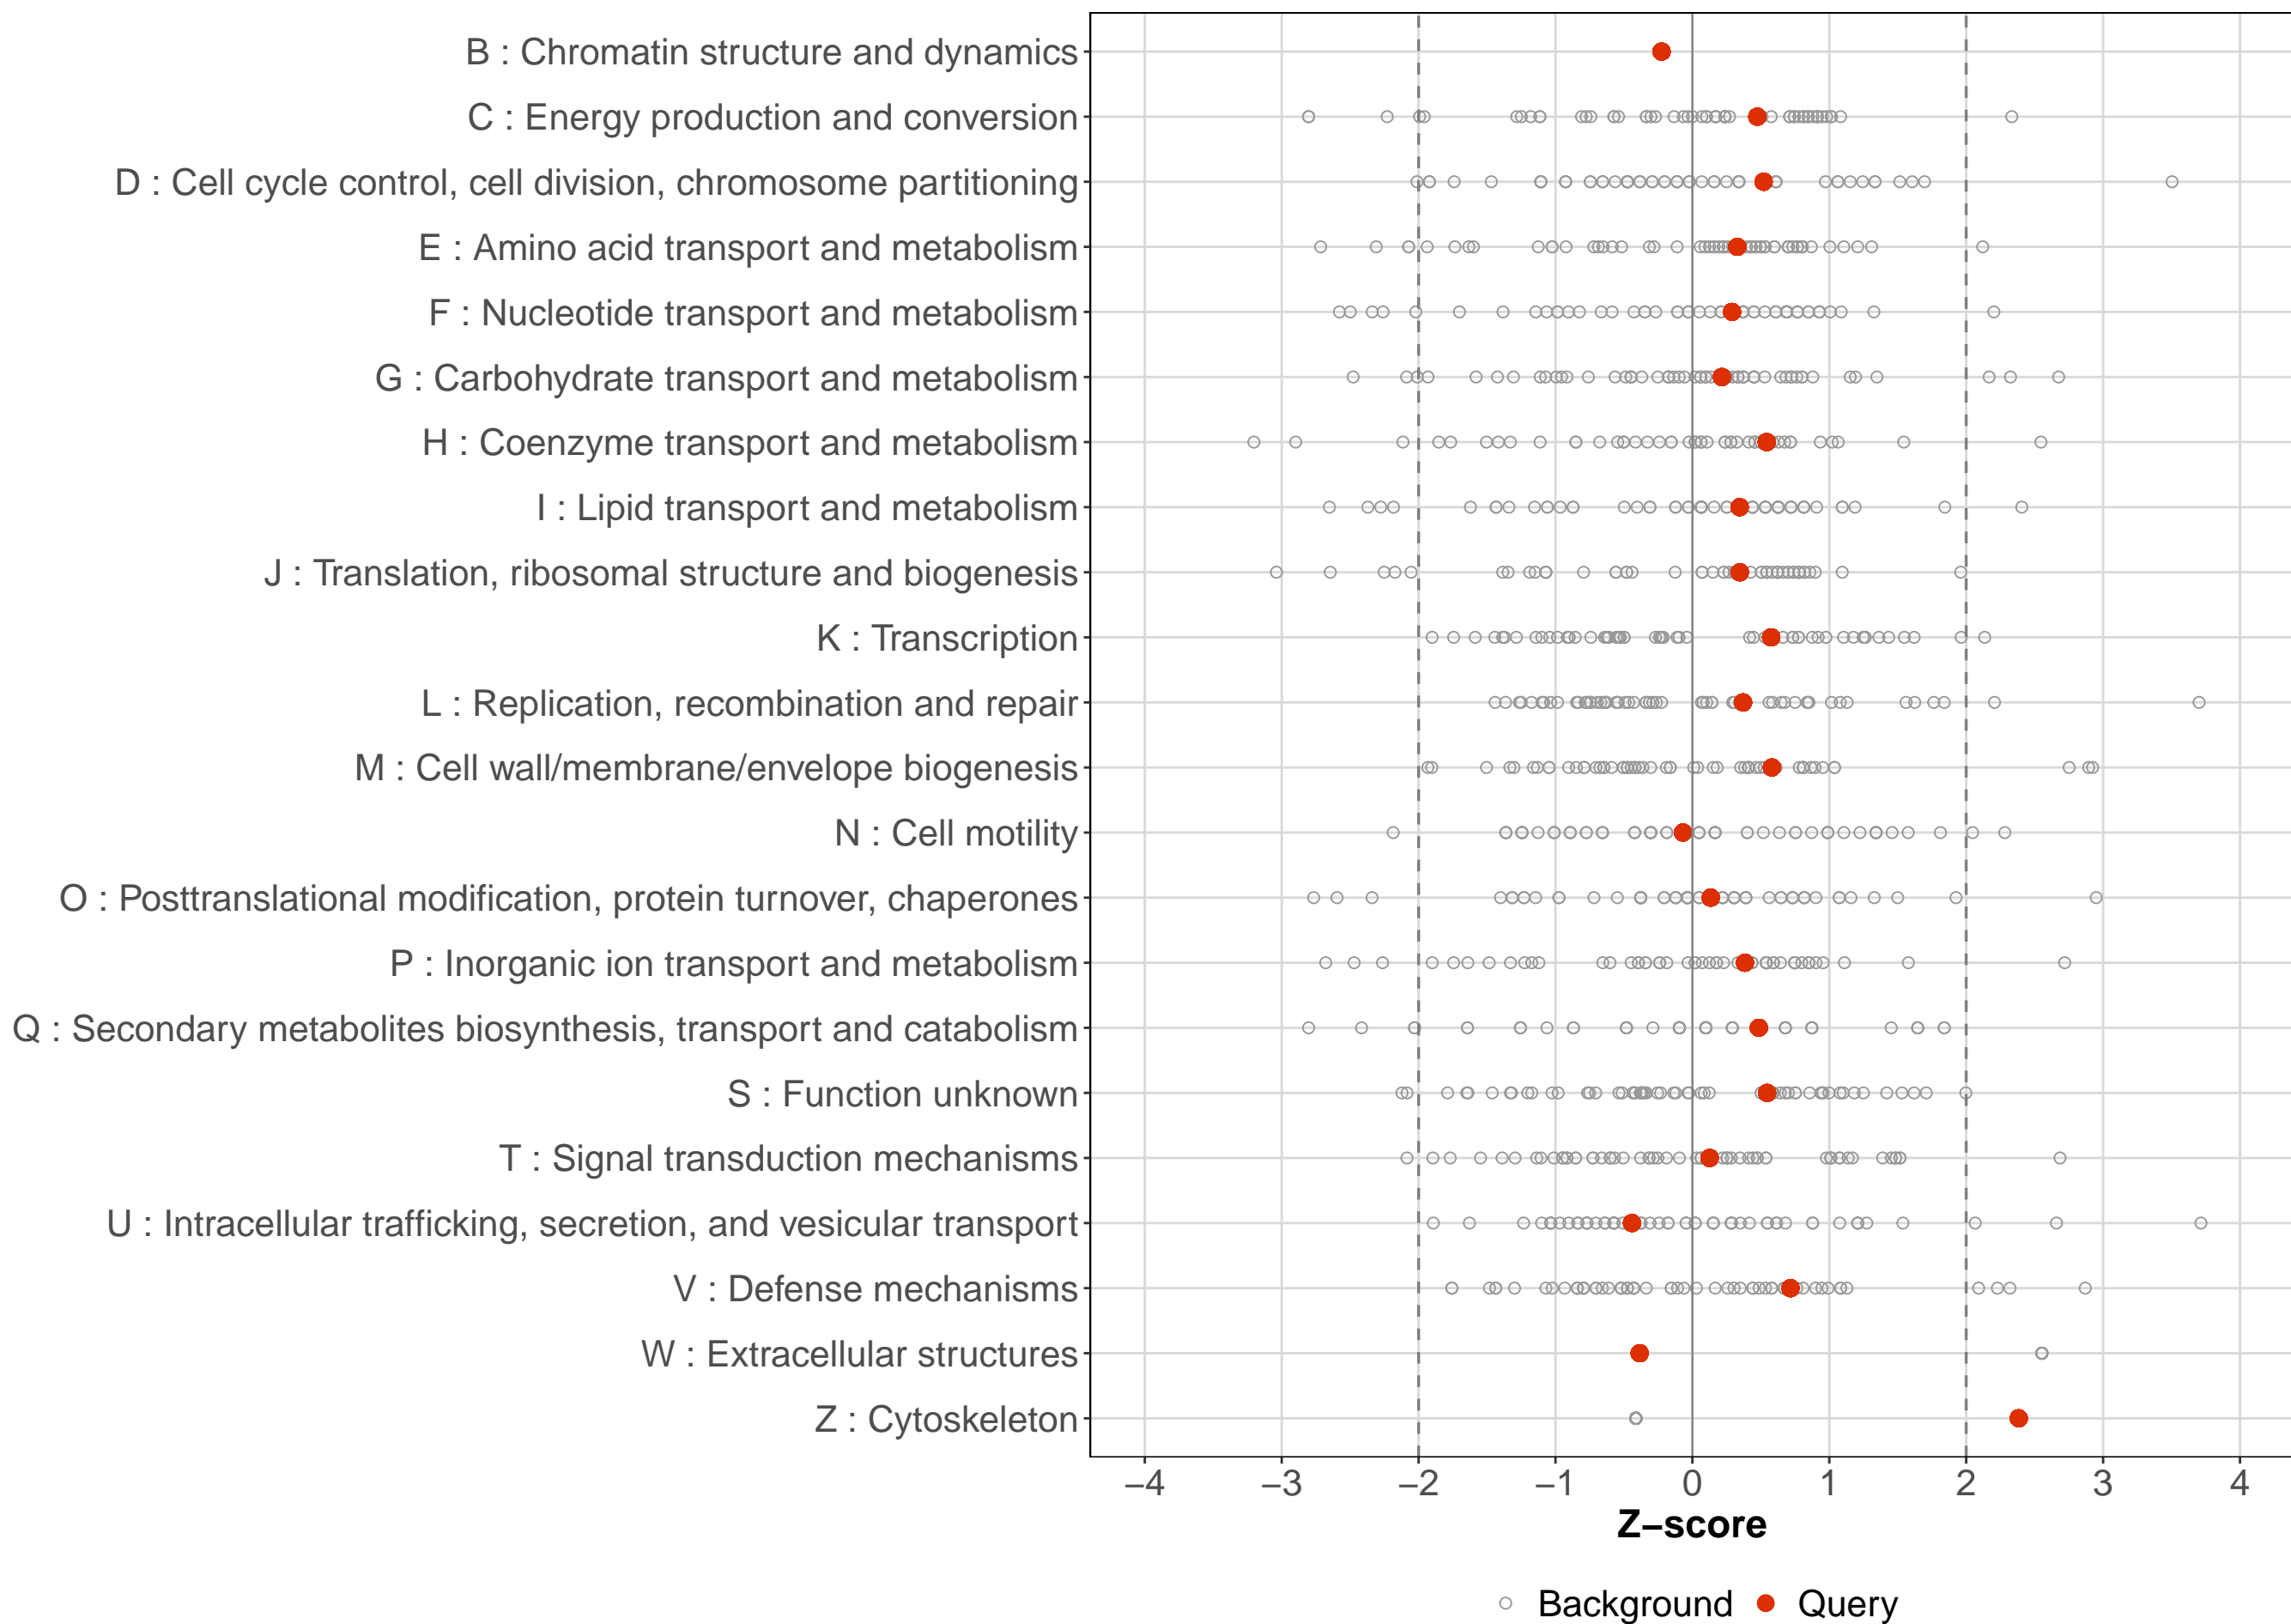 B : Chromatin structure and dynamics
C : Energy production and conversion
D : Cell cycle control, cell division, chromosome partitioning
E : Amino acid transport and metabolism
F : Nucleotide transport and metabolism
G : Carbohydrate transport and metabolism
H : Coenzyme transport and metabolism
I : Lipid transport and metabolism
J : Translation, ribosomal structure and biogenesis
K : Transcription
L : Replication, recombination and repair
M : Cell wall/membrane/envelope biogenesis
N : Cell motility
O : Posttranslational modification, protein turnover, chaperones
P : Inorganic ion transport and metabolism
Q : Secondary metabolites biosynthesis, transport and catabolism
S : Function unknown
T : Signal transduction mechanisms
U : Intracellular trafficking, secretion, and vesicular transport
V : Defense mechanisms
W : Extracellular structures
Z : Cytoskeleton
−4 −3 −2 −1 0 1 2 3 4
Z−score
Background Query